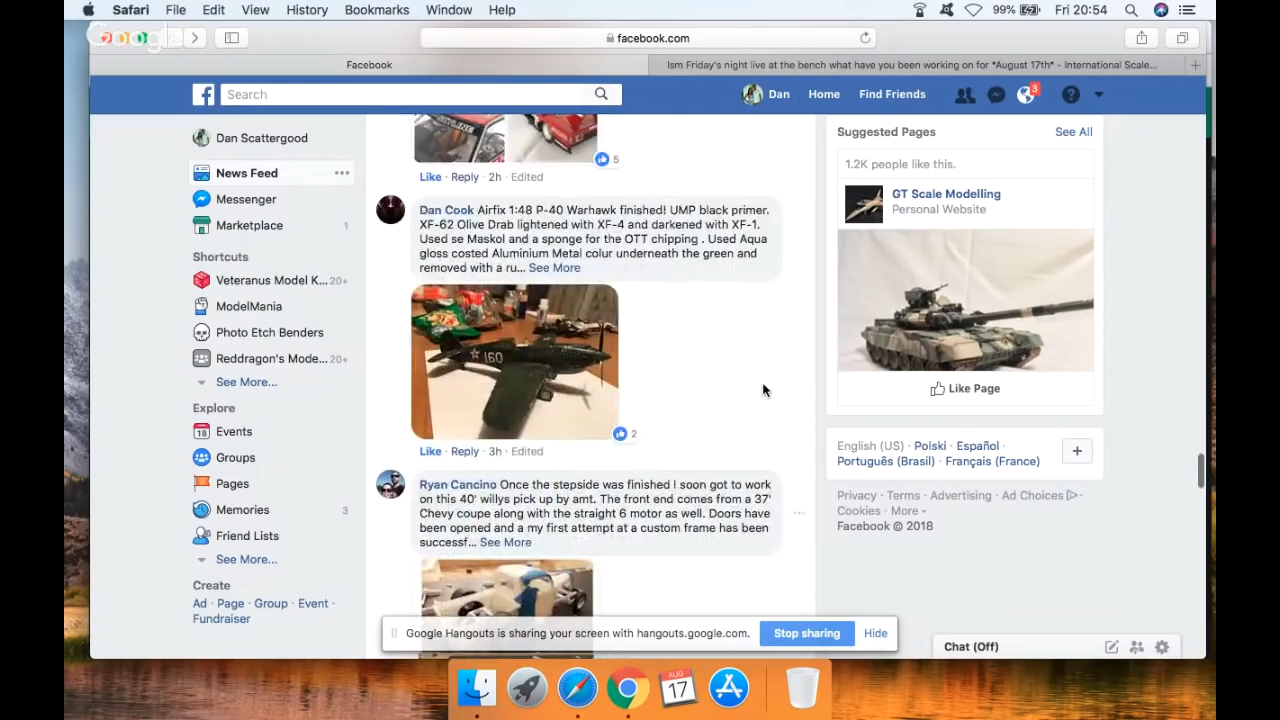 Safari File Edit View History Bookmarks Window Help 99% Fri 20:54
Google
facebook.com
Facebook
Ism Friday's night live at the bench what have you been working on for *August 17th* - International Scale...
Search
Dan Home Find Friends 3
Dan Scattergood
News Feed
Messenger
Marketplace 1
Shortcuts
Veteranus Model K... 20+
ModelMania
Photo Etch Benders
Reddragon's Mode... 20+
See More...
Explore
18 Events
Groups
Pages
Memories 3
Friend Lists
See More...
Create
Ad · Page · Group · Event ·
Fundraiser
5
Like · Reply · 2h · Edited
Dan Cook Airfix 1:48 P-40 Warhawk finished! UMP black primer.
XF-62 Olive Drab lightened with XF-4 and darkened with XF-1.
Used se Maskol and a sponge for the OTT chipping . Used Aqua
gloss costed Aluminium Metal colur underneath the green and
removed with a ru... See More
160
2
Like · Reply · 3h · Edited
Ryan Cancino Once the stepside was finished I soon got to work
on this 40' willys pick up by amt. The front end comes from a 37'
Chevy coupe along with the straight 6 motor as well. Doors have
been opened and a my first attempt at a custom frame has been
successf... See More
Suggested Pages See All
1.2K people like this.
GT Scale Modelling
Personal Website
Like Page
English (US) · Polski · Español ·
Português (Brasil) · Français (France)
Privacy · Terms · Advertising · Ad Choices ·
Cookies · More
Facebook © 2018
Google Hangouts is sharing your screen with hangouts.google.com. Stop sharing Hide
Chat (Off)
AUG
17